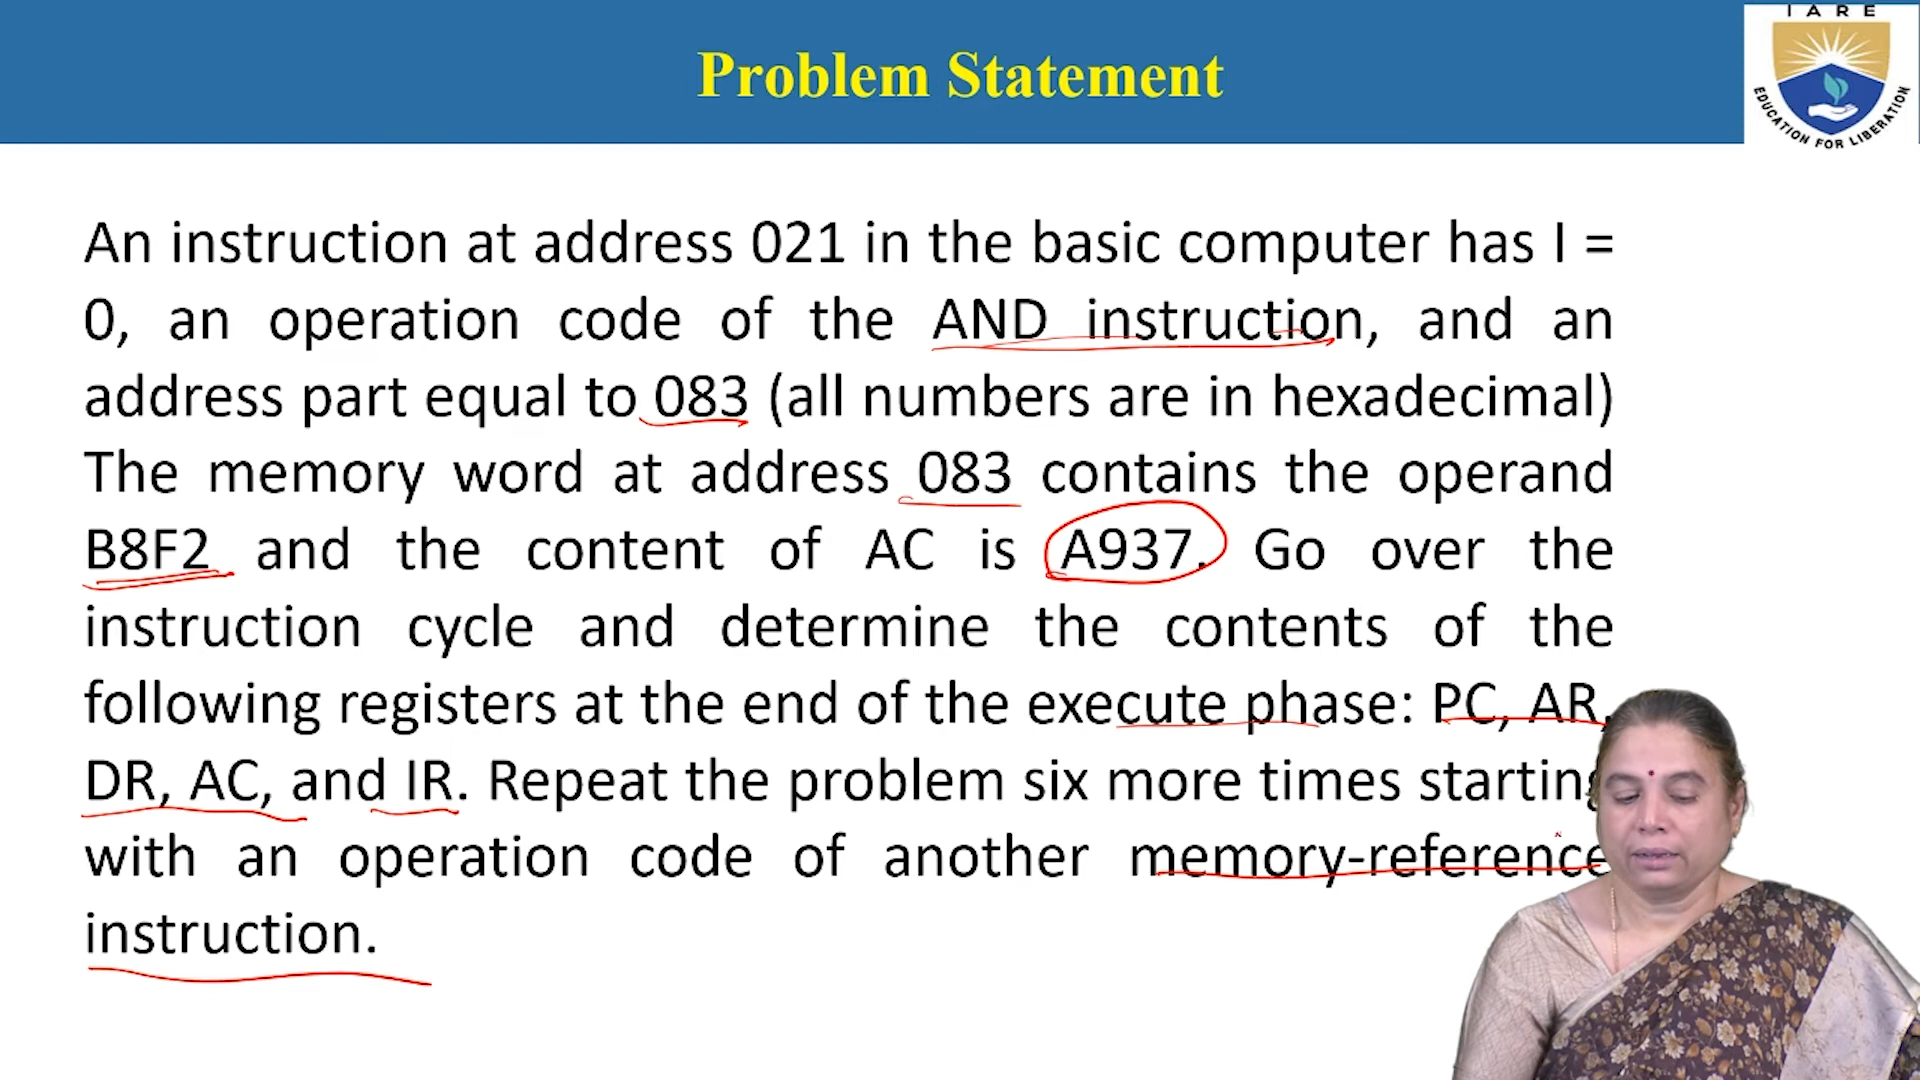 IARE
Problem Statement
EDUCATION FOR LIBERATION
An instruction at address 021 in the basic computer has I =
0, an operation code of the AND instruction, and an
address part equal to 083 (all numbers are in hexadecimal)
The memory word at address 083 contains the operand
B8F2 and the content of AC is A937. Go over the
instruction cycle and determine the contents of the
following registers at the end of the execute phase: PC, AR,
DR, AC, and IR. Repeat the problem six more times starting
with an operation code of another memory-reference
instruction.